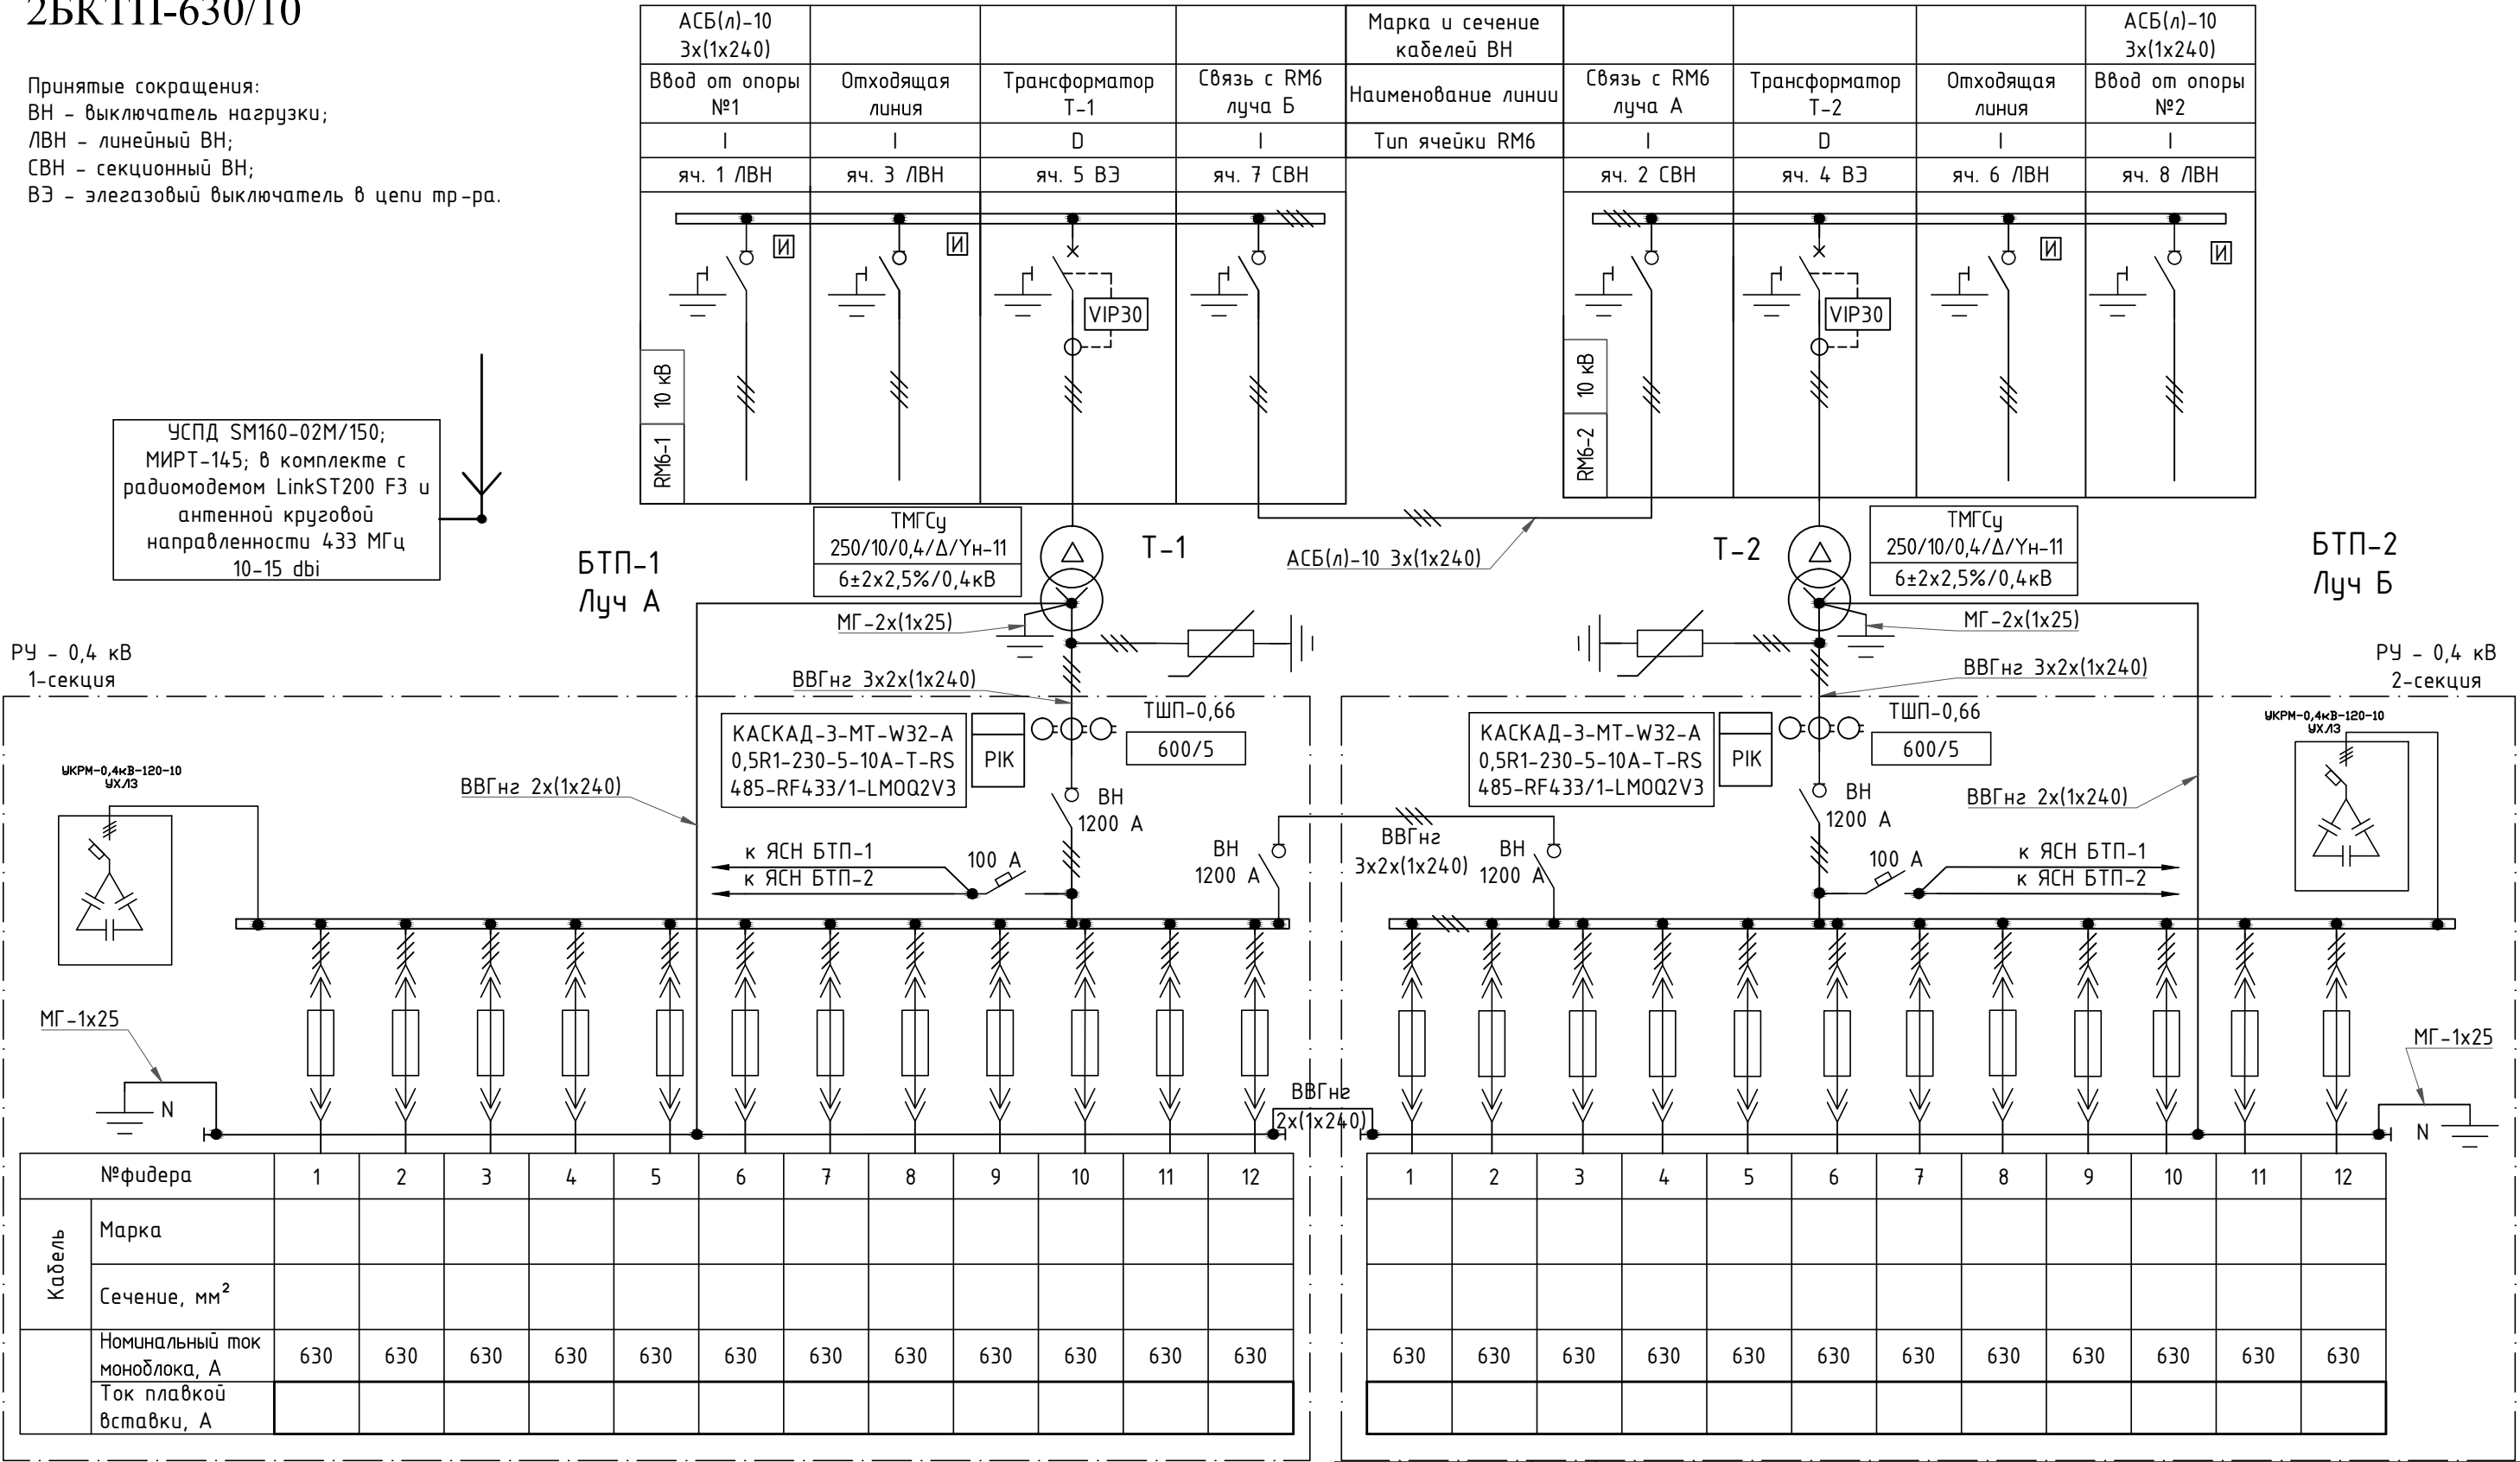 2БКТП-630/10
Принятые сокращения:
ВН - выключатель нагрузки;
ЛВН - линейный ВН;
СВН - секционный ВН;
ВЭ - элегазовый выключатель в цепи тр-ра.
АСБ(л)-10
3х(1х240)
Марка и сечение
кабелей ВН
АСБ(л)-10
3х(1х240)
Ввод от опоры
№1
Отходящая
линия
Трансформатор
Т-1
Связь с RM6
луча Б
Наименование линии
Связь с RM6
луча А
Трансформатор
Т-2
Отходящая
линия
Ввод от опоры
№2
I I D I Тип ячейки RM6 I D I I
яч. 1 ЛВН яч. 3 ЛВН яч. 5 ВЭ яч. 7 СВН яч. 2 СВН яч. 4 ВЭ яч. 6 ЛВН яч. 8 ЛВН
И И И И
VIP30 VIP30
10 кВ
RM6-1
10 кВ
RM6-2
УСПД SM160-02M/150;
МИРТ-145; в комплекте с
радиомодемом LinkST200 F3 и
антенной круговой
направленности 433 МГц
10-15 dbi
БТП-1
Луч А
ТМГСу
250/10/0,4/Δ/Yн-11
6±2х2,5%/0,4кВ
Т-1
АСБ(л)-10 3х(1х240)
Т-2
ТМГСу
250/10/0,4/Δ/Yн-11
6±2х2,5%/0,4кВ
БТП-2
Луч Б
МГ-2х(1х25)
МГ-2х(1х25)
РУ - 0,4 кВ
1-секция
РУ - 0,4 кВ
2-секция
ВВГнг 3х2х(1х240)
ВВГнг 3х2х(1х240)
КАСКАД-3-МТ-W32-А
0,5R1-230-5-10А-Т-RS
485-RF433/1-LMOQ2V3
PIK
ТШП-0,66
600/5
КАСКАД-3-МТ-W32-А
0,5R1-230-5-10А-Т-RS
485-RF433/1-LMOQ2V3
PIK
ТШП-0,66
600/5
УКРМ-0,4кВ-120-10
УХЛ3
УКРМ-0,4кВ-120-10
УХЛ3
ВВГнг 2х(1х240)
ВН
1200 А
ВВГнг 2х(1х240)
ВН
1200 А
к ЯСН БТП-1
к ЯСН БТП-2
100 А
ВН
1200 А
ВВГнг
3х2х(1х240)
ВН
1200 А
100 А
к ЯСН БТП-1
к ЯСН БТП-2
МГ-1х25
МГ-1х25
N
ВВГнг
2х(1х240)
N
№фидера 1 2 3 4 5 6 7 8 9 10 11 12 1 2 3 4 5 6 7 8 9 10 11 12
Кабель
Марка
Сечение, мм²
Номинальный ток
моноблока, А
630 630 630 630 630 630 630 630 630 630 630 630 630 630 630 630 630 630 630 630 630 630 630 630
Ток плавкой
вставки, А